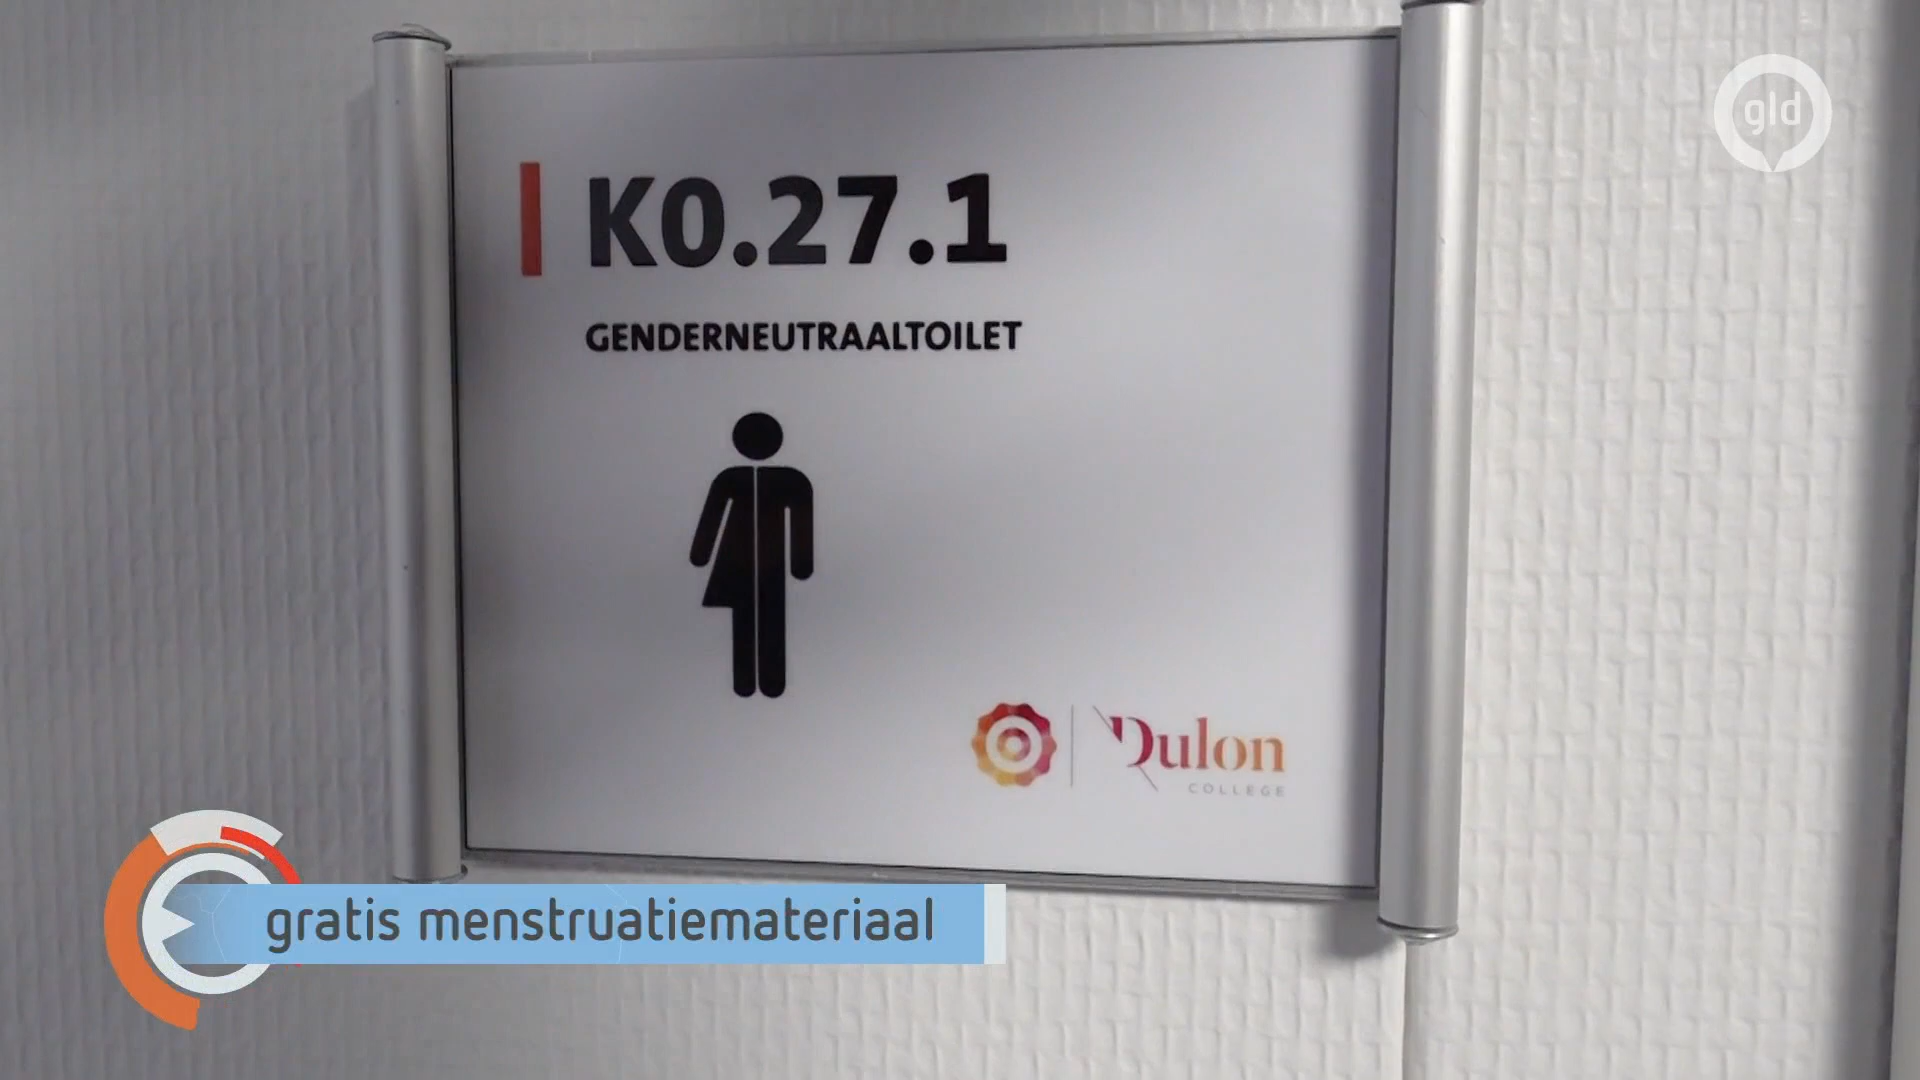 gld
K0.27.1
GENDERNEUTRAALTOILET
Dulon
COLLEGE
gratis menstruatiemateriaal